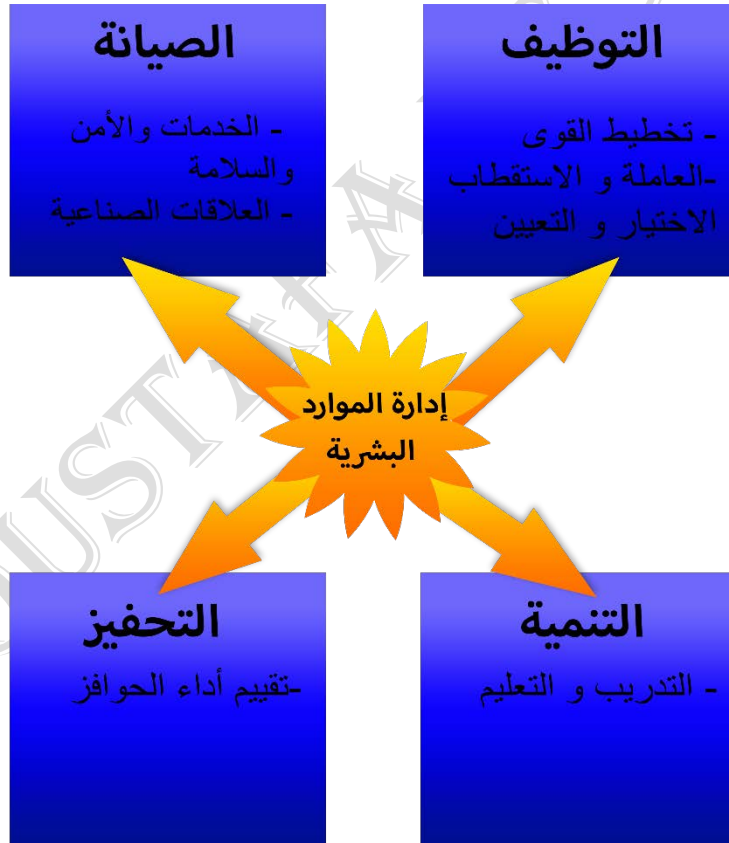 التوظيف
- تخطيط القوى
-العاملة و الاستقطاب
الاختيار و التعيين
الصيانة
- الخدمات والأمن
والسلامة
- العلاقات الصناعية
إدارة الموارد
البشرية
التنمية
- التدريب و التعليم
التحفيز
-تقييم أداء الحوافز